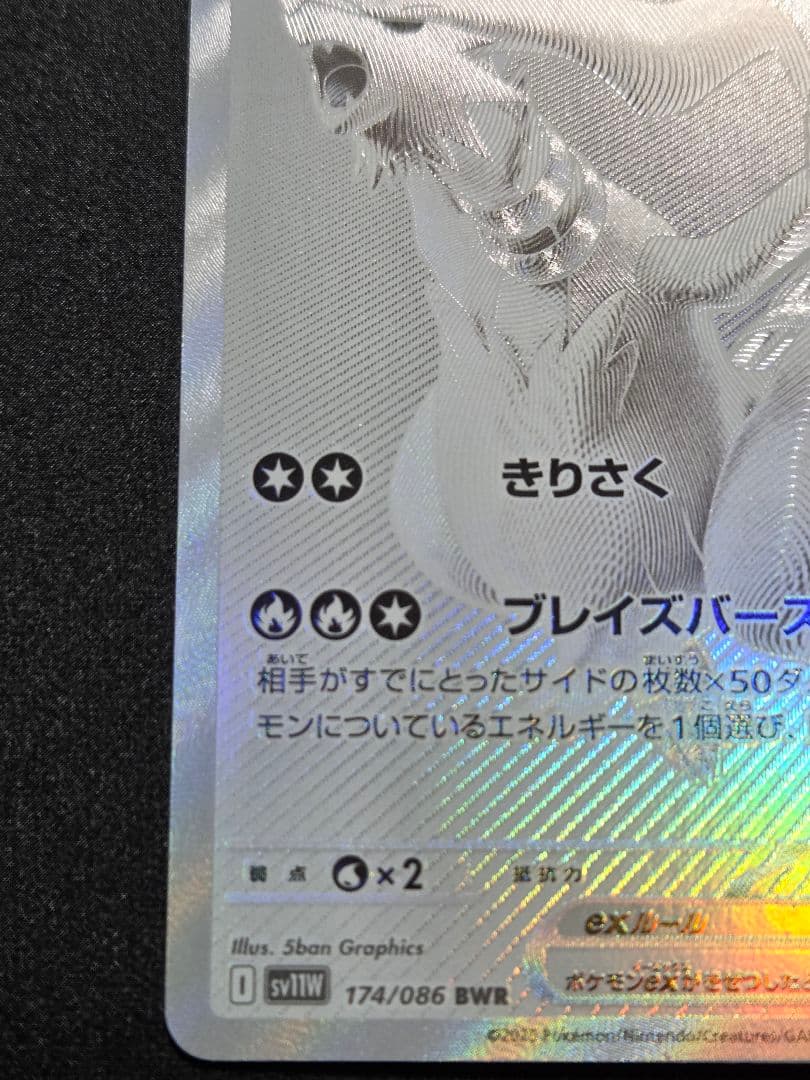 きりさく
ブレイズバース
あいて まいすう
相手がすでにとったサイドの枚数×50ダ
こ えら
モンについているエネルギーを1個選び、
弱点 ×2 抵抗力
exルール
Illus. 5ban Graphics
ポケモンexがきぜつしたと
I SV11W 174/086 BWR
©2025 Pokémon/Nintendo/Creatures/GA